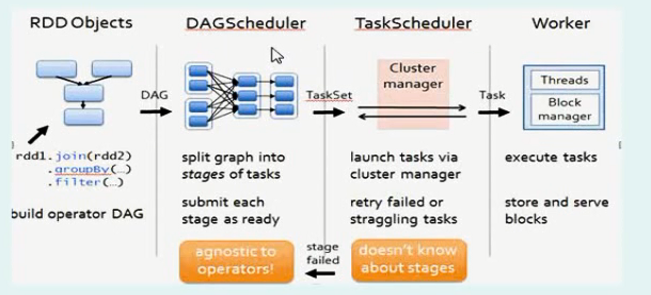 RDD Objects
DAGScheduler
TaskScheduler
Worker
DAG
TaskSet
Cluster
manager
Task
Threads
Block
manager
rdd1.join(rdd2)
.groupBy(…)
.filter(…)
build operator DAG
split graph into
stages of tasks
submit each
stage as ready
launch tasks via
cluster manager
retry failed or
straggling tasks
execute tasks
store and serve
blocks
agnostic to
operators!
stage
failed
doesn't know
about stages